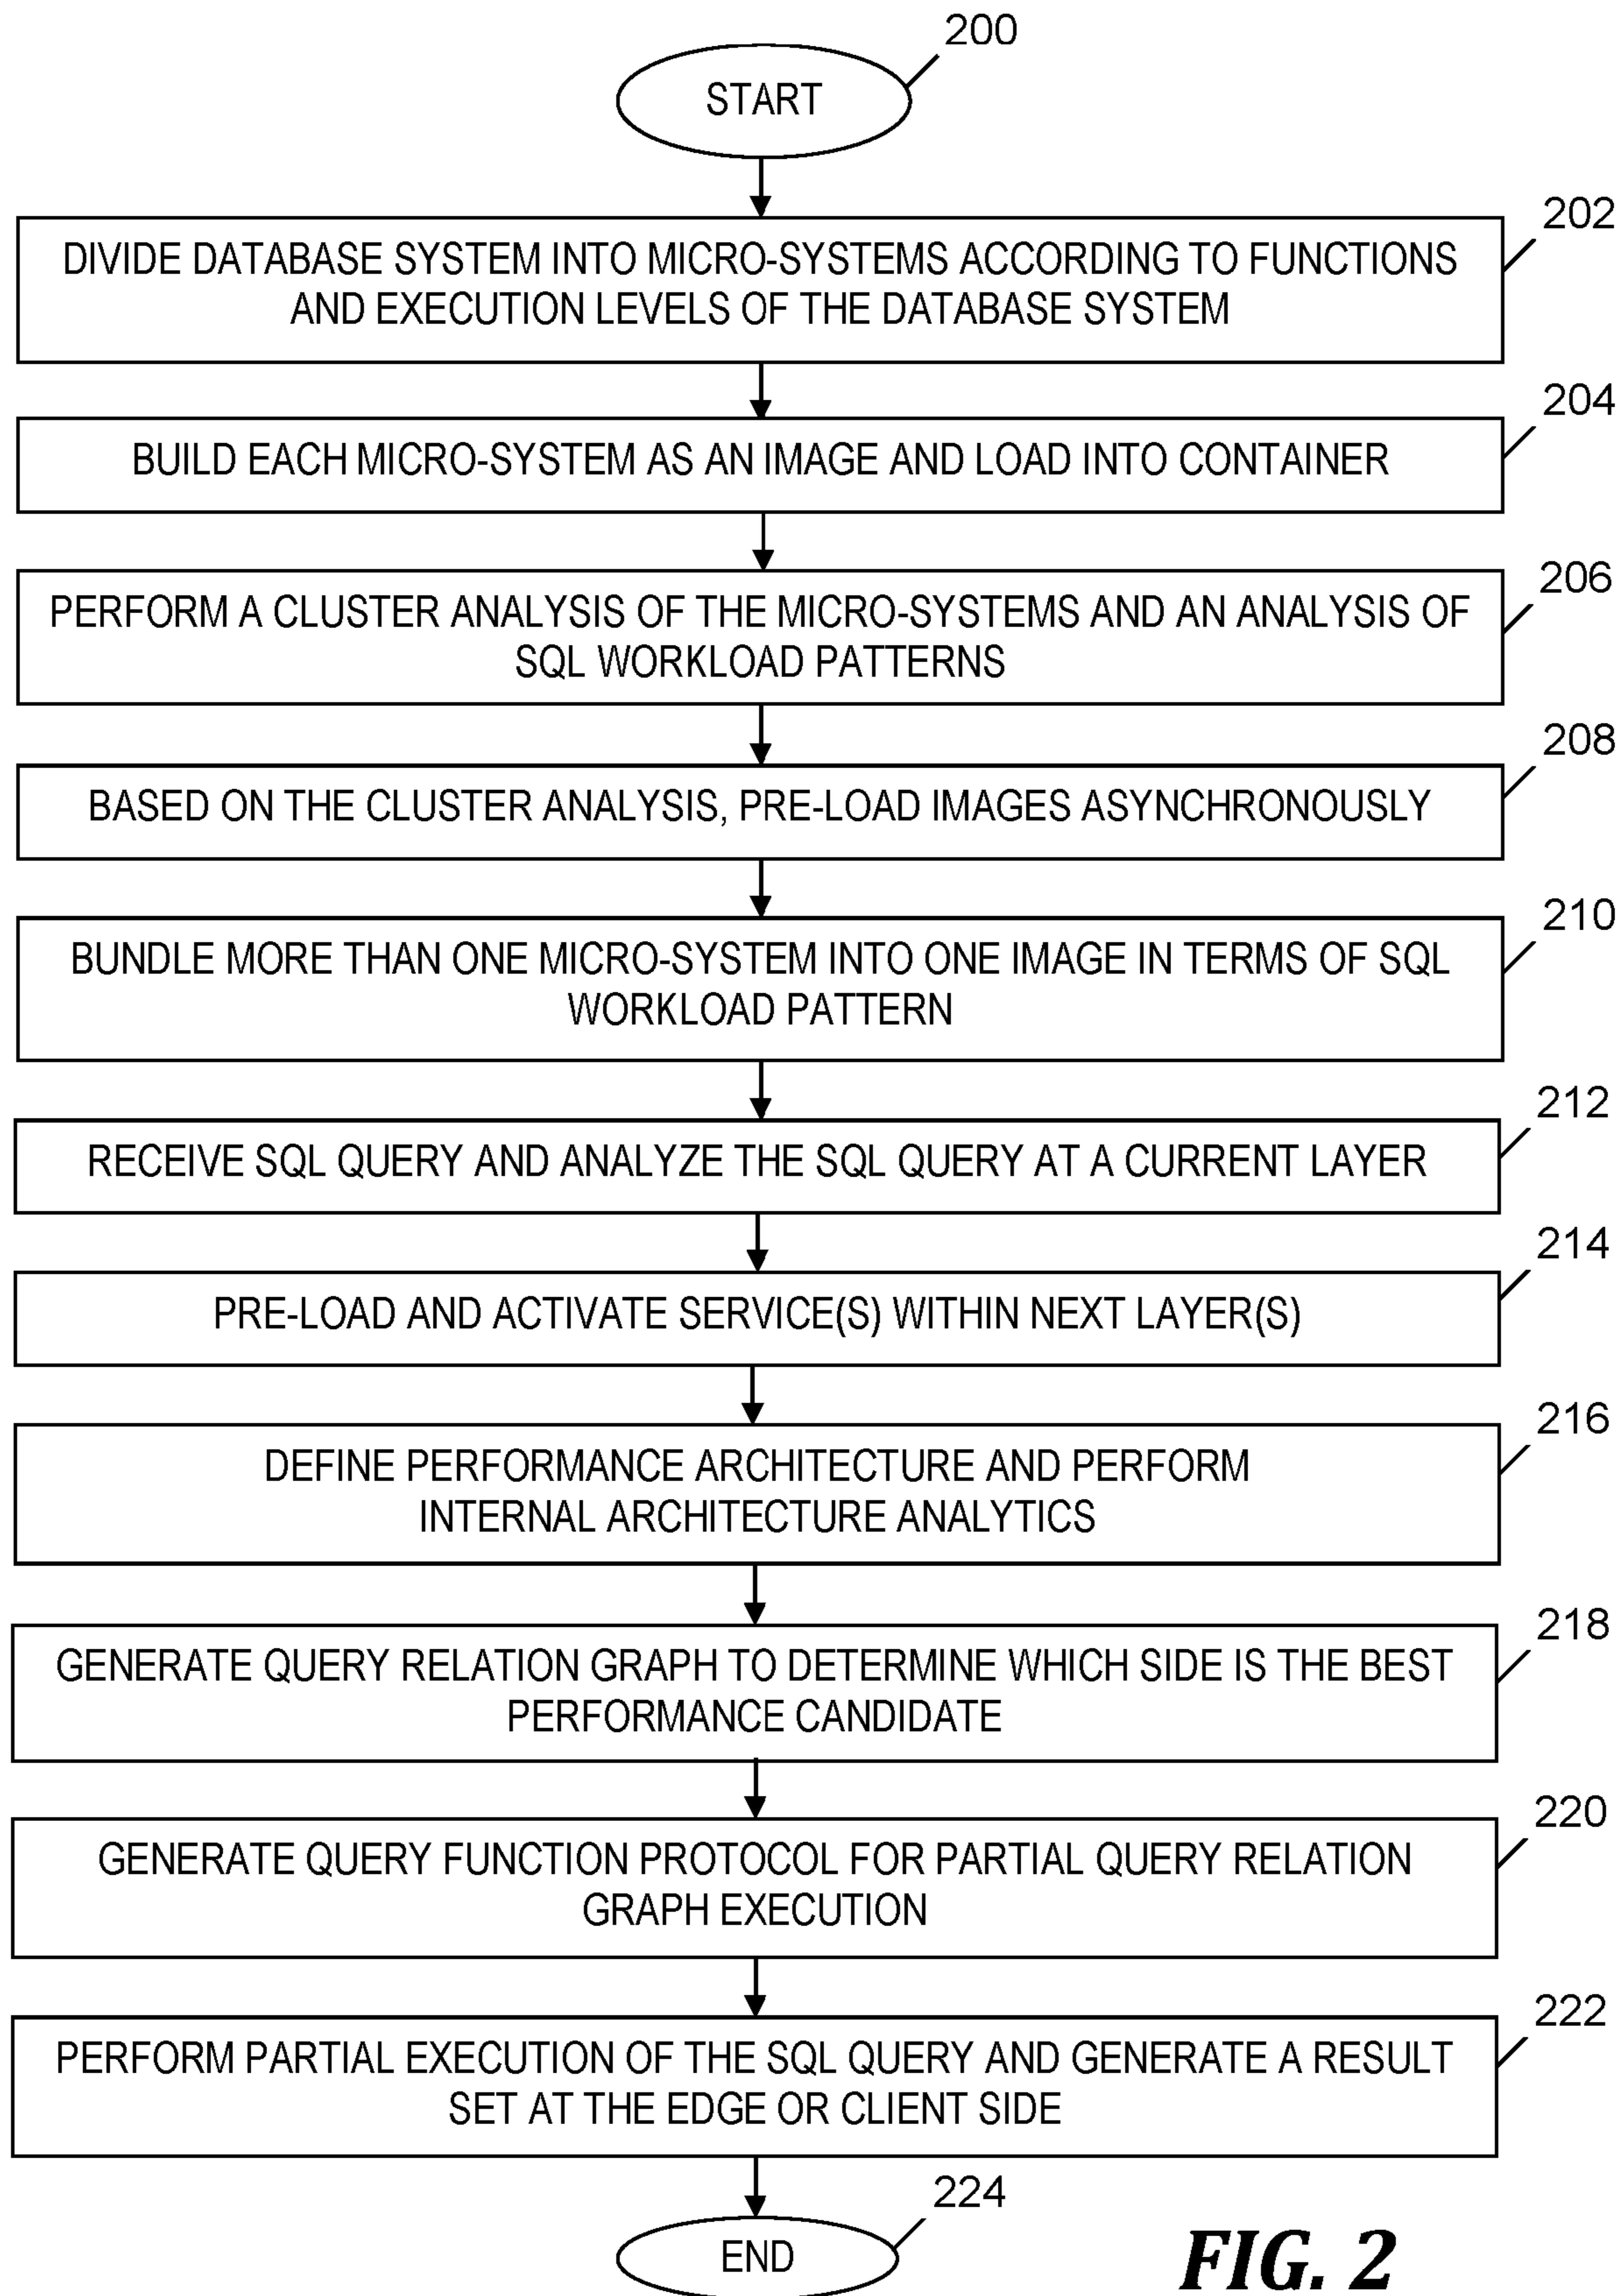 200
START
202
DIVIDE DATABASE SYSTEM INTO MICRO-SYSTEMS ACCORDING TO FUNCTIONS
AND EXECUTION LEVELS OF THE DATABASE SYSTEM
204
BUILD EACH MICRO-SYSTEM AS AN IMAGE AND LOAD INTO CONTAINER
206
PERFORM A CLUSTER ANALYSIS OF THE MICRO-SYSTEMS AND AN ANALYSIS OF
SQL WORKLOAD PATTERNS
208
BASED ON THE CLUSTER ANALYSIS, PRE-LOAD IMAGES ASYNCHRONOUSLY
210
BUNDLE MORE THAN ONE MICRO-SYSTEM INTO ONE IMAGE IN TERMS OF SQL
WORKLOAD PATTERN
212
RECEIVE SQL QUERY AND ANALYZE THE SQL QUERY AT A CURRENT LAYER
214
PRE-LOAD AND ACTIVATE SERVICE(S) WITHIN NEXT LAYER(S)
216
DEFINE PERFORMANCE ARCHITECTURE AND PERFORM
INTERNAL ARCHITECTURE ANALYTICS
218
GENERATE QUERY RELATION GRAPH TO DETERMINE WHICH SIDE IS THE BEST
PERFORMANCE CANDIDATE
220
GENERATE QUERY FUNCTION PROTOCOL FOR PARTIAL QUERY RELATION
GRAPH EXECUTION
222
PERFORM PARTIAL EXECUTION OF THE SQL QUERY AND GENERATE A RESULT
SET AT THE EDGE OR CLIENT SIDE
224
END
FIG. 2